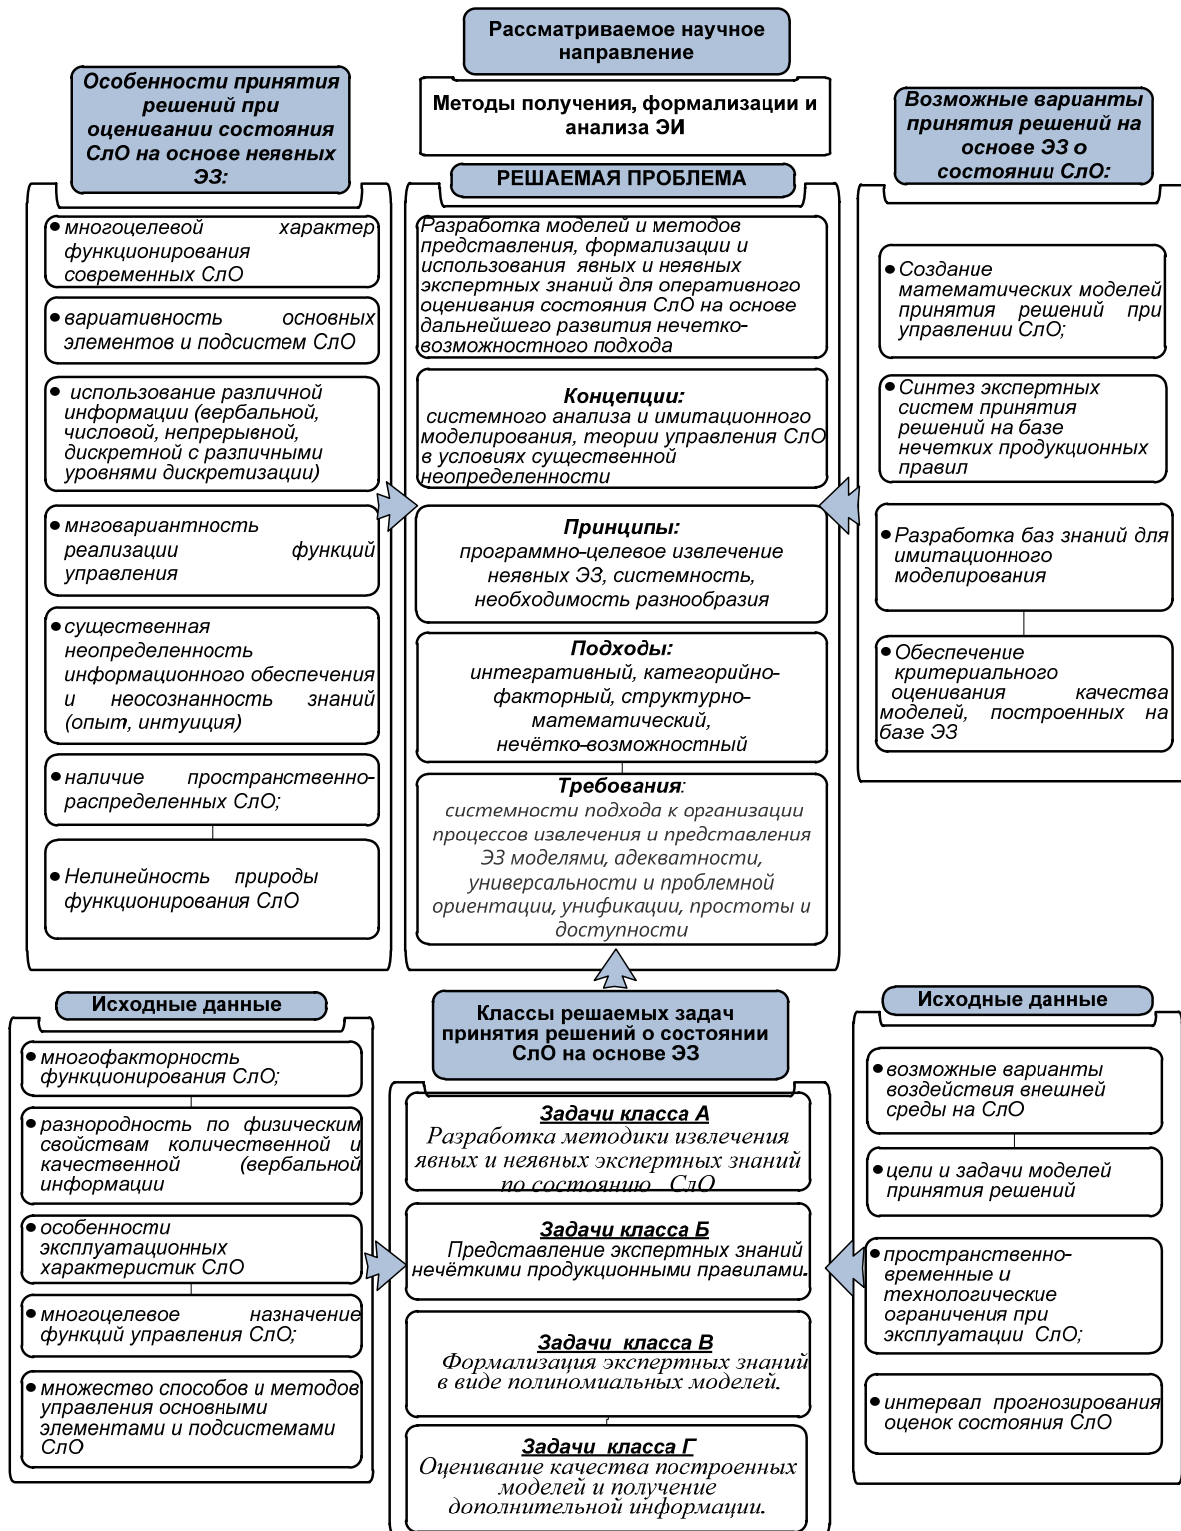 Рассматриваемое научное
направление
Методы получения, формализации и
анализа ЭИ
Особенности принятия
решений при
оценивании состояния
СлО на основе неявных
ЭЗ:
• многоцелевой характер
функционирования
современных СлО
• вариативность основных
элементов и подсистем СлО
• использование различной
информации (вербальной,
числовой, непрерывной,
дискретной с различными
уровнями дискретизации)
• мнговариантность
реализации функций
управления
• существенная
неопределенность
информационного обеспечения
и неосознанность знаний
(опыт, интуиция)
• наличие пространственно-
распределенных СлО;
• Нелинейность природы
функционирования СлО
РЕШАЕМАЯ ПРОБЛЕМА
Разработка моделей и методов
представления, формализации и
использования явных и неявных
экспертных знаний для оперативного
оценивания состояния СлО на основе
дальнейшего развития нечетко-
возможностного подхода
Концепции:
системного анализа и имитационного
моделирования, теории управления СлО
в условиях существенной
неопределенности
Принципы:
программно-целевое извлечение
неявных ЭЗ, системность,
необходимость разнообразия
Подходы:
интегративный, категорийно-
факторный, структурно-
математический,
нечётко-возможностный
Требования:
системности подхода к организации
процессов извлечения и представления
ЭЗ моделями, адекватности,
универсальности и проблемной
ориентации, унификации, простоты и
доступности
Возможные варианты
принятия решений на
основе ЭЗ о
состоянии СлО:
• Создание
математических моделей
принятия решений при
управлении СлО;
• Синтез экспертных
систем принятия
решений на базе
нечетких продукционных
правил
• Разработка баз знаний для
имитационного
моделирования
• Обеспечение
критериального
оценивания качества
моделей, построенных на
базе ЭЗ
Исходные данные
• многофакторность
функционирования СлО;
• разнородность по физическим
свойствам количественной и
качественной (вербальной
информации
• особенности
эксплуатационных
характеристик СлО
• многоцелевое назначение
функций управления СлО;
• множество способов и методов
управления основными
элементами и подсистемами
СлО
Классы решаемых задач
принятия решений о состоянии
СлО на основе ЭЗ
Задачи класса А
Разработка методики извлечения
явных и неявных экспертных знаний
по состоянию СлО
Задачи класса Б
Представление экспертных знаний
нечёткими продукционными правилами.
Задачи класса В
Формализация экспертных знаний
в виде полиномиальных моделей.
Задачи класса Г
Оценивание качества построенных
моделей и получение
дополнительной информации.
Исходные данные
• возможные варианты
воздействия внешней
среды на СлО
• цели и задачи моделей
принятия решений
• пространственно-
временные и
технологические
ограничения при
эксплуатации СлО;
• интервал прогнозирования
оценок состояния СлО